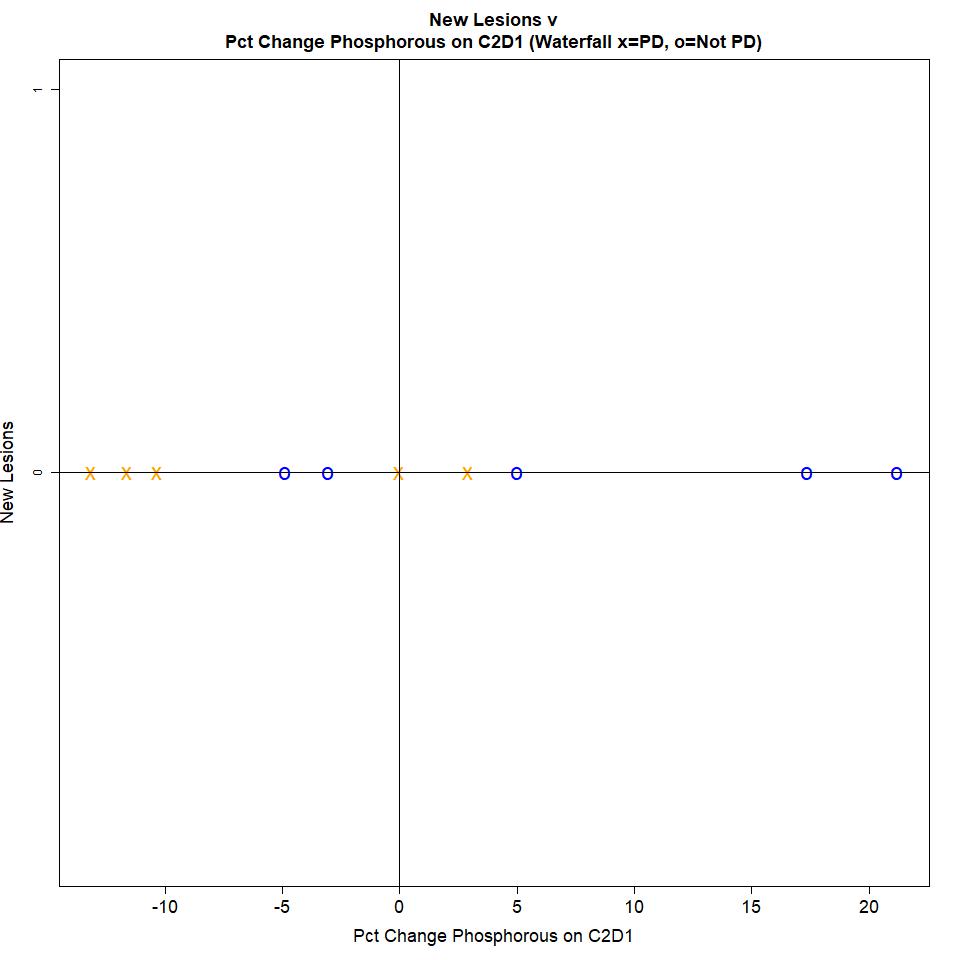 New Lesions v
Pct Change Phosphorous on C2D1 (Waterfall x=PD, o=Not PD)
1
0
New Lesions
x x x o o x x o o o
-10 -5 0 5 10 15 20
Pct Change Phosphorous on C2D1